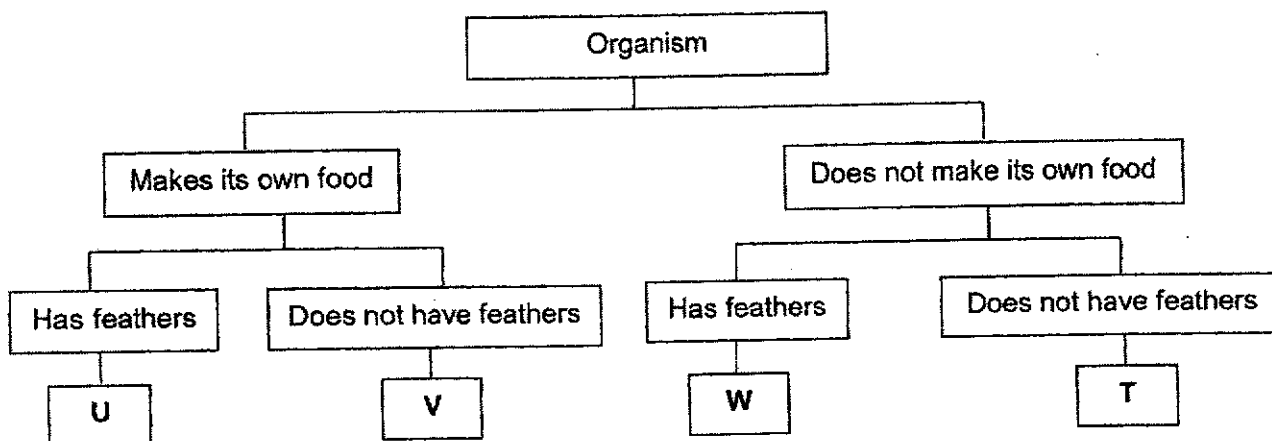 Organism
Makes its own food
Does not make its own food
Has feathers
Does not have feathers
Has feathers
Does not have feathers
U
V
W
T